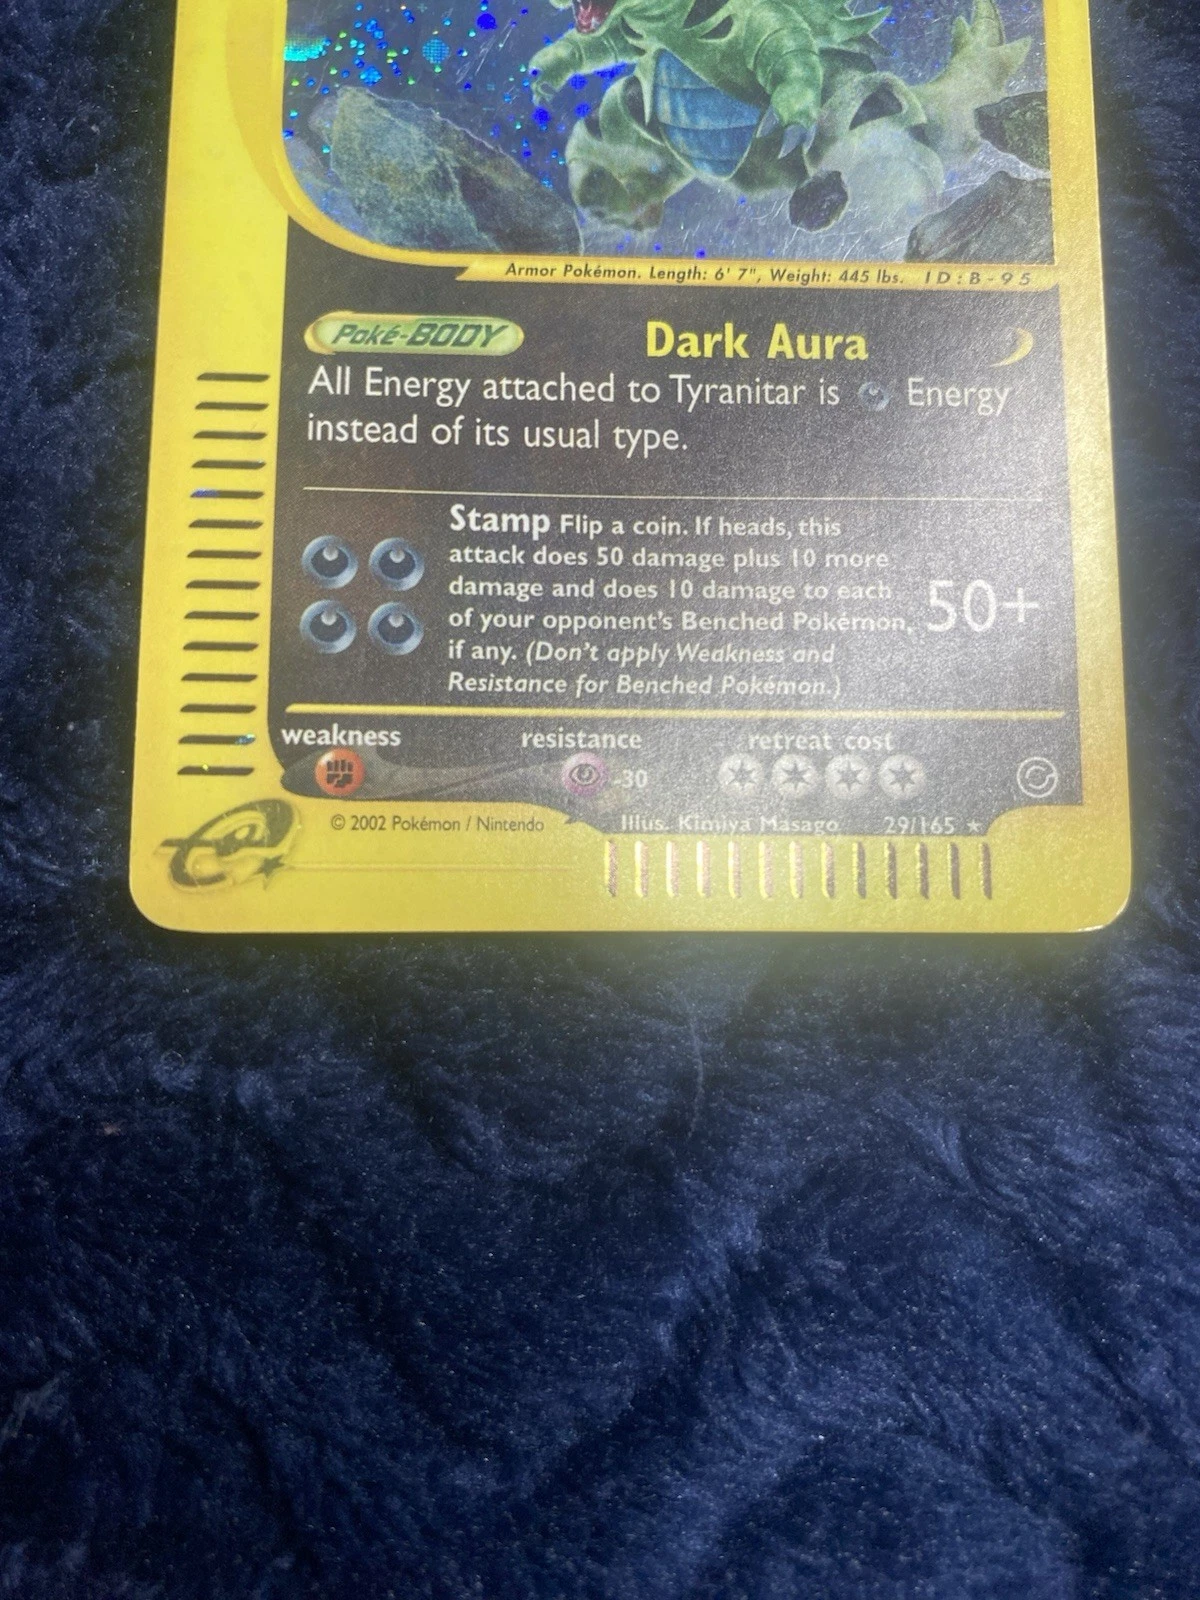 Armor Pokémon. Length: 6' 7", Weight: 445 lbs. ID:B-95
Poké-BODY Dark Aura
All Energy attached to Tyranitar is Energy
instead of its usual type.
Stamp Flip a coin. If heads, this
attack does 50 damage plus 10 more
damage and does 10 damage to each
of your opponent's Benched Pokémon, 50+
if any. (Don't apply Weakness and
Resistance for Benched Pokémon.)
weakness resistance retreat cost
-30
© 2002 Pokémon / Nintendo Illus. Kimiya Masago 29/165 ★